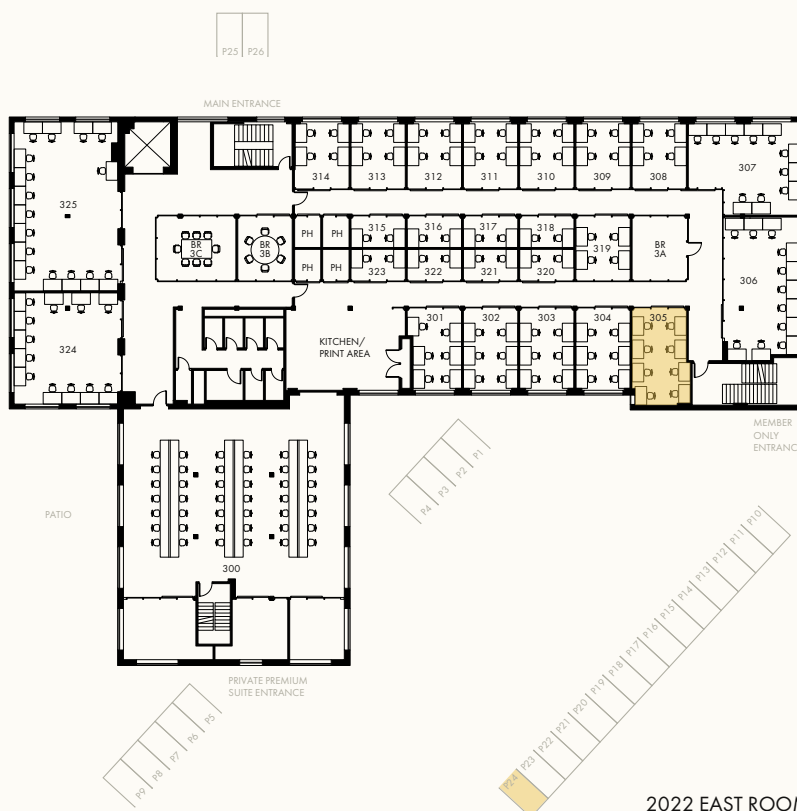 P25 P26
MAIN ENTRANCE
314 313 312 311 310 309 308
307
325
BR
3C
BR
3B
PH PH
PH PH
315 316 317 318
323 322 321 320
319
BR
3A
306
324
KITCHEN/
PRINT AREA
301 302 303 304 305
MEMBER
ONLY
ENTRANC
P4 P3 P2 P1
PATIO
300
P24 P23 P22 P21 P20 P19 P18 P17 P16 P15 P14 P13 P12 P11 P10
PRIVATE PREMIUM
SUITE ENTRANCE
P9 P8 P7 P6 P5
2022 EAST ROOM